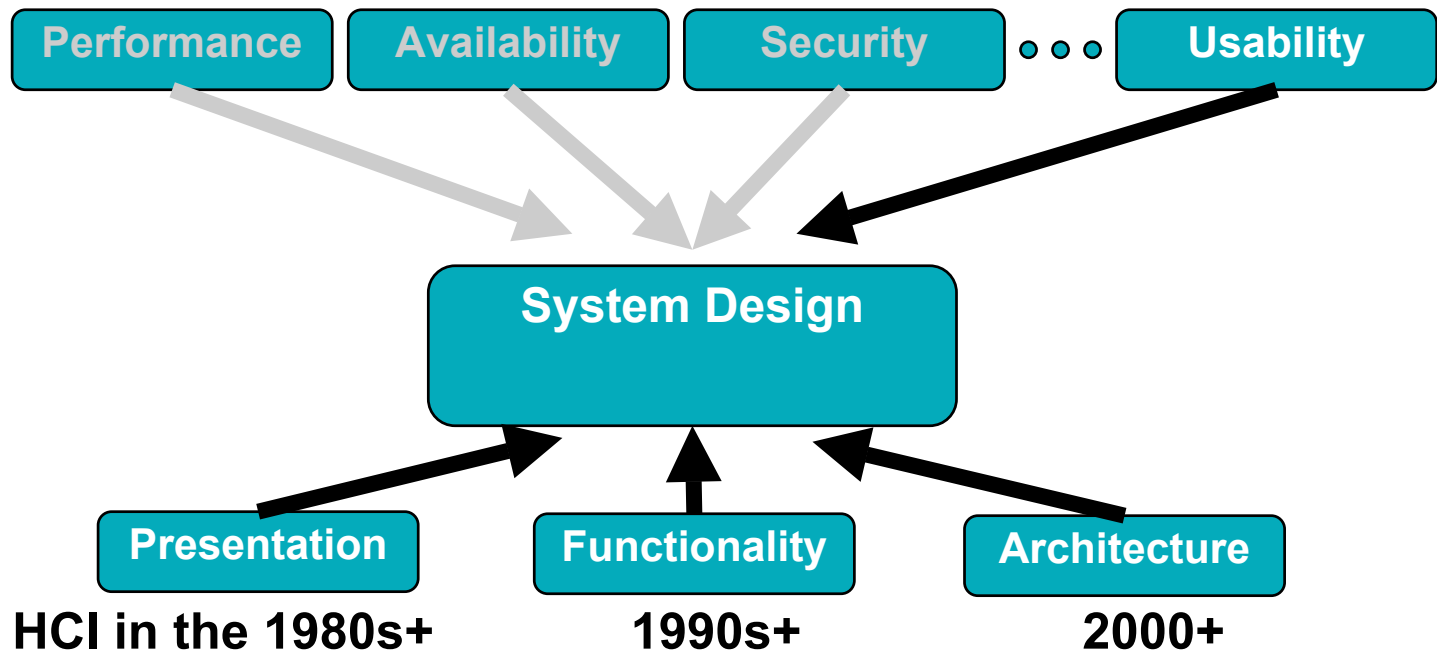 Performance
Availability
Security
Usability
System Design
Presentation
Functionality
Architecture
HCI in the 1980s+
1990s+
2000+